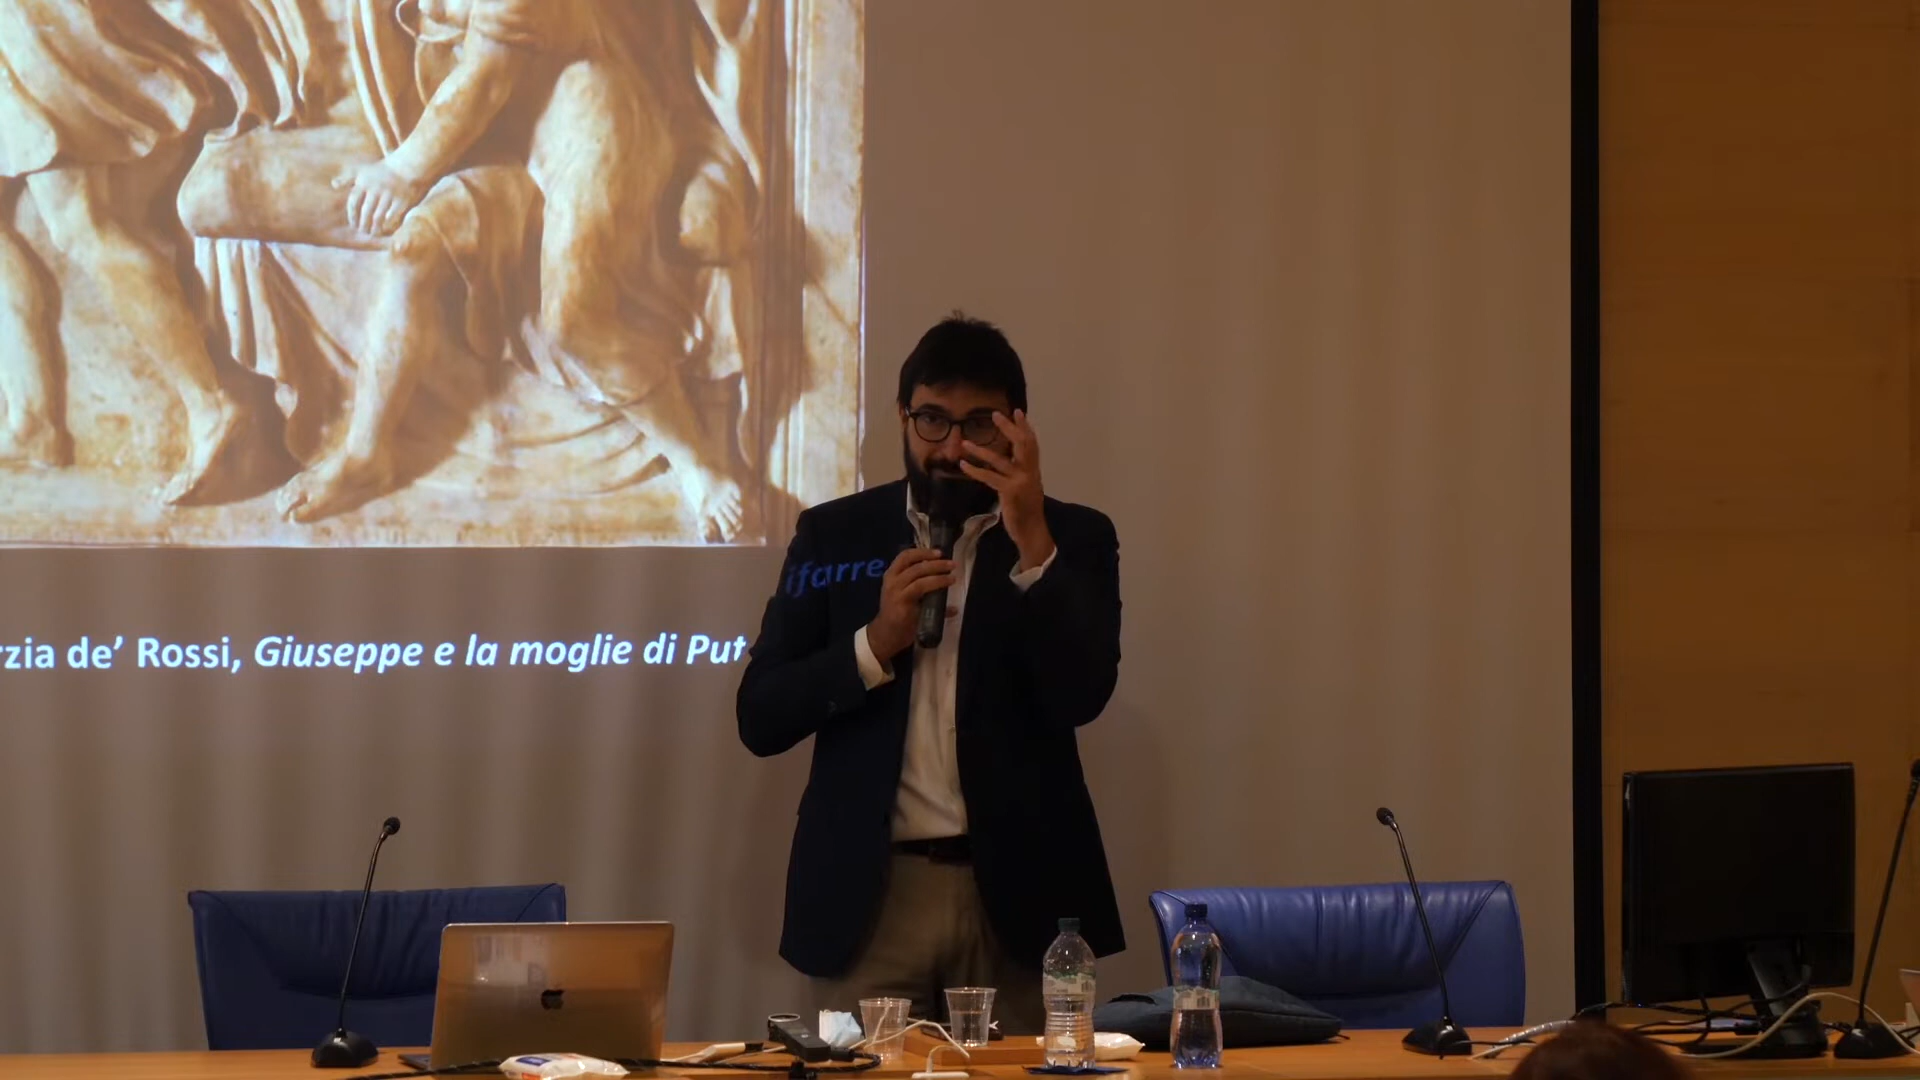 rzia de' Rossi, Giuseppe e la moglie di Put
ifarre